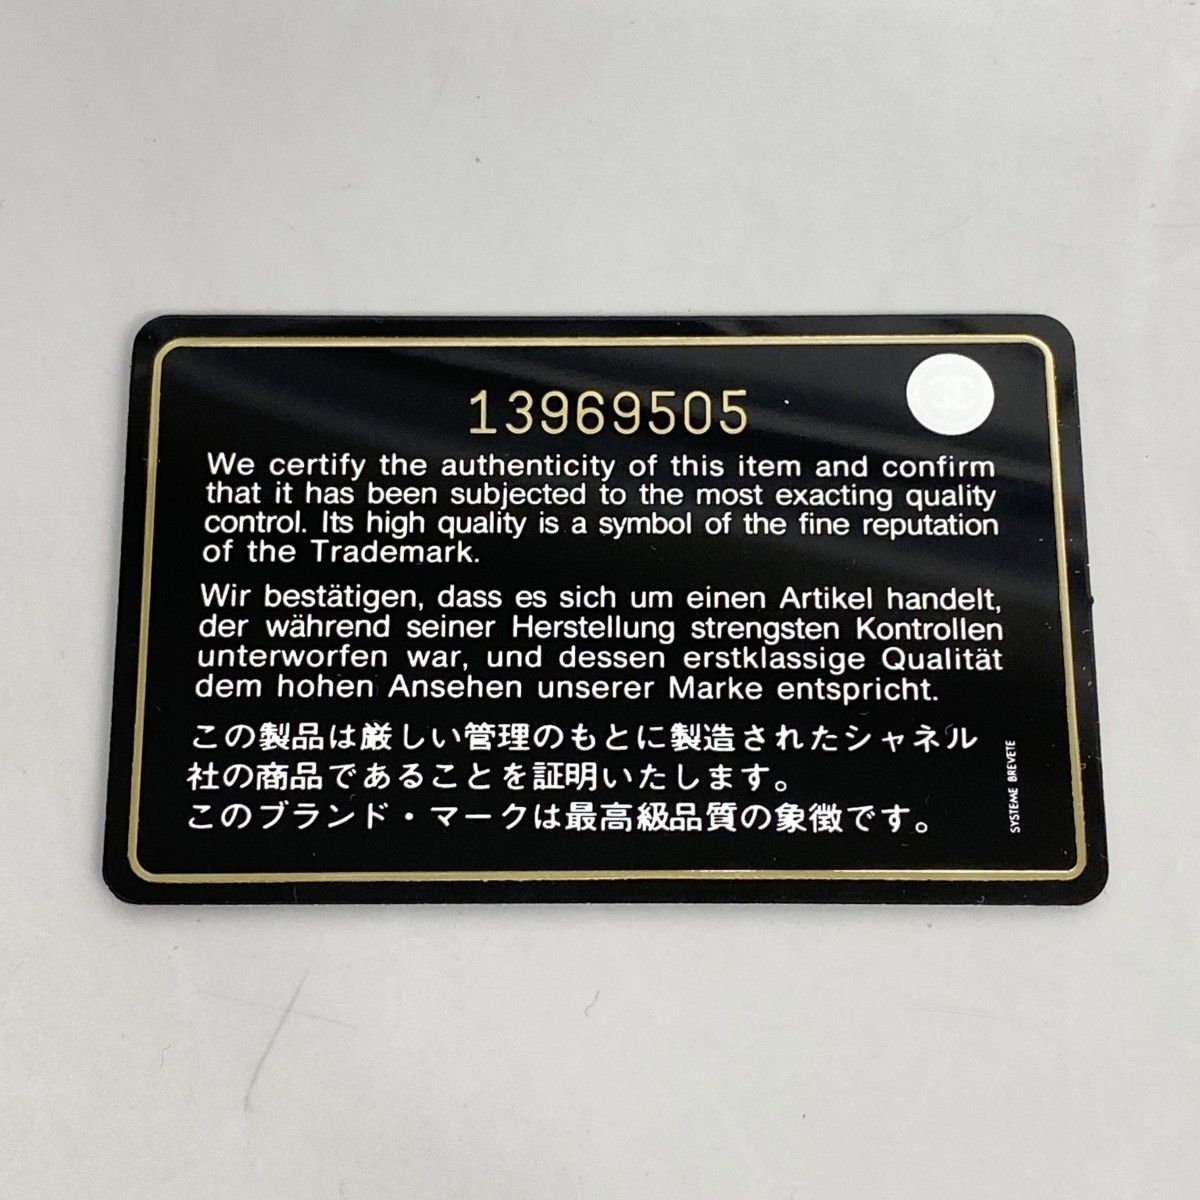 13969505
We certify the authenticity of this item and confirm
that it has been subjected to the most exacting quality
control. Its high quality is a symbol of the fine reputation
of the Trademark.
Wir bestätigen, dass es sich um einen Artikel handelt,
der während seiner Herstellung strengsten Kontrollen
unterworfen war, und dessen erstklassige Qualität
dem hohen Ansehen unserer Marke entspricht.
この製品は厳しい管理のもとに製造されたシャネル
社の商品であることを証明いたします。
このブランド・マークは最高級品質の象徴です。
SYSTEME BREVETE